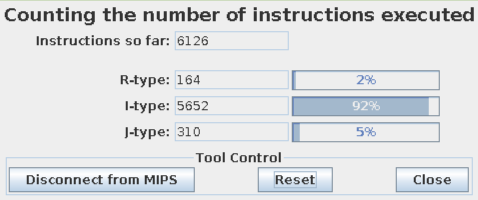 Counting the number of instructions executed
Instructions so far: 6126
R-type: 164 2%
I-type: 5652 92%
J-type: 310 5%
Tool Control
Disconnect from MIPS Reset Close